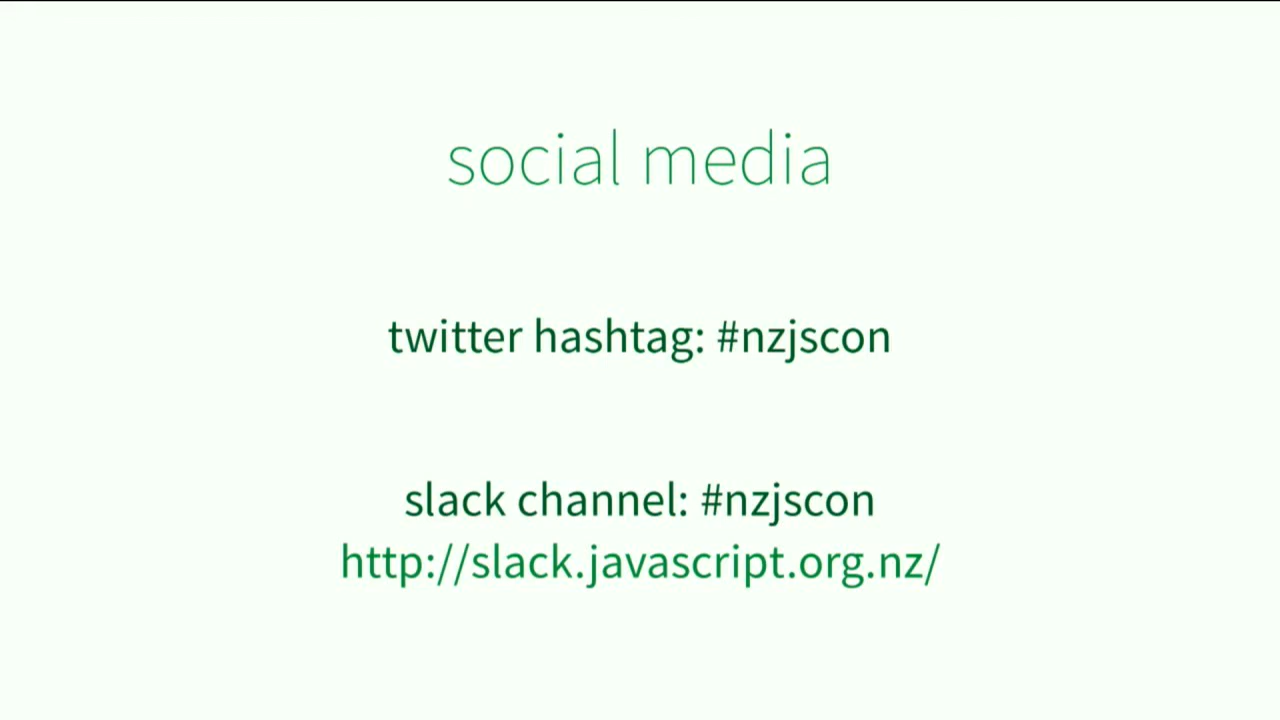 social media
twitter hashtag: #nzjscon
slack channel: #nzjscon
http://slack.javascript.org.nz/